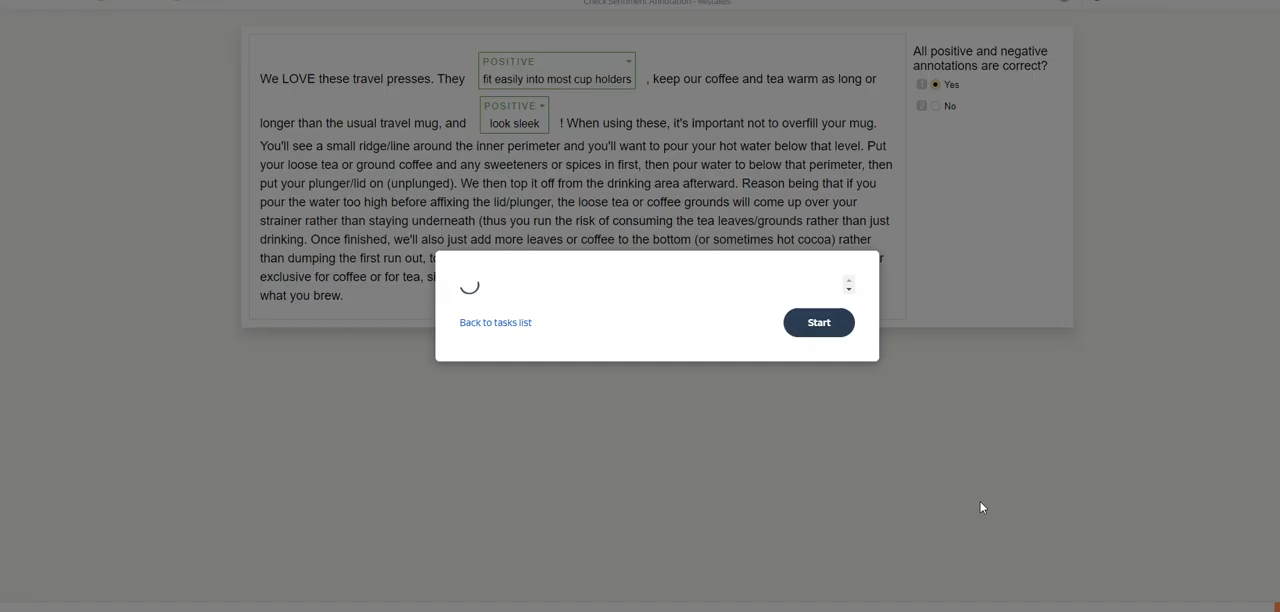 Check Sentiment Annotation - Mistakes
All positive and negative
annotations are correct?
1 Yes
2 No
POSITIVE
We LOVE these travel presses. They fit easily into most cup holders , keep our coffee and tea warm as long or
POSITIVE
longer than the usual travel mug, and look sleek ! When using these, it's important not to overfill your mug.
You'll see a small ridge/line around the inner perimeter and you'll want to pour your hot water below that level. Put
your loose tea or ground coffee and any sweeteners or spices in first, then pour water to below that perimeter, then
put your plunger/lid on (unplunged). We then top it off from the drinking area afterward. Reason being that if you
pour the water too high before affixing the lid/plunger, the loose tea or coffee grounds will come up over your
strainer rather than staying underneath (thus you run the risk of consuming the tea leaves/grounds rather than just
drinking. Once finished, we'll also just add more leaves or coffee to the bottom (or sometimes hot cocoa) rather
than dumping the first run out,
exclusive for coffee or for tea,
what you brew.
Back to tasks list
Start